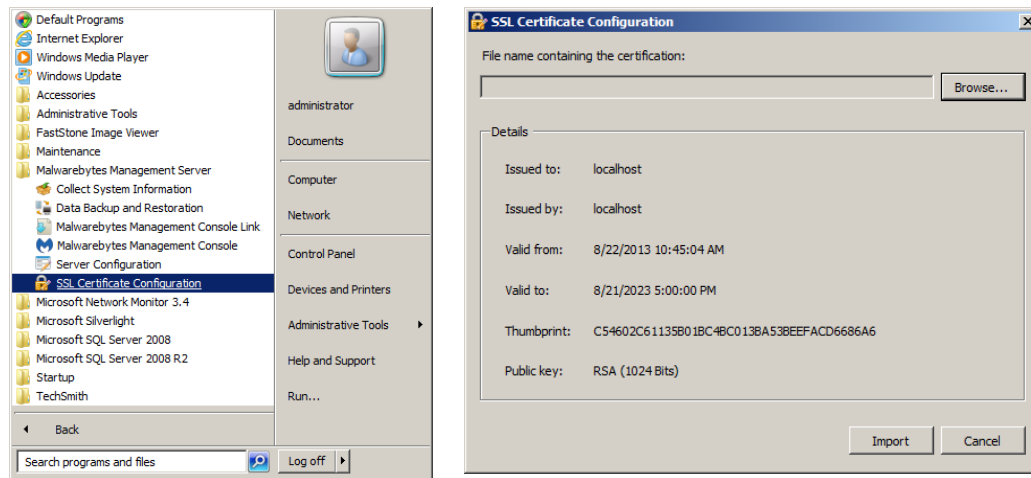 Default Programs
Internet Explorer
Windows Media Player
Windows Update
Accessories
Administrative Tools
FastStone Image Viewer
Maintenance
Malwarebytes Management Server
Collect System Information
Data Backup and Restoration
Malwarebytes Management Console Link
Malwarebytes Management Console
Server Configuration
SSL Certificate Configuration
Microsoft Network Monitor 3.4
Microsoft Silverlight
Microsoft SQL Server 2008
Microsoft SQL Server 2008 R2
Startup
TechSmith
Back
Search programs and files
administrator
Documents
Computer
Network
Control Panel
Devices and Printers
Administrative Tools
Help and Support
Run...
Log off
SSL Certificate Configuration
File name containing the certification:
Browse...
Details
Issued to: localhost
Issued by: localhost
Valid from: 8/22/2013 10:45:04 AM
Valid to: 8/21/2023 5:00:00 PM
Thumbprint: C54602C61135B01BC4BC013BA53BEEFACD6686A6
Public key: RSA (1024 Bits)
Import Cancel